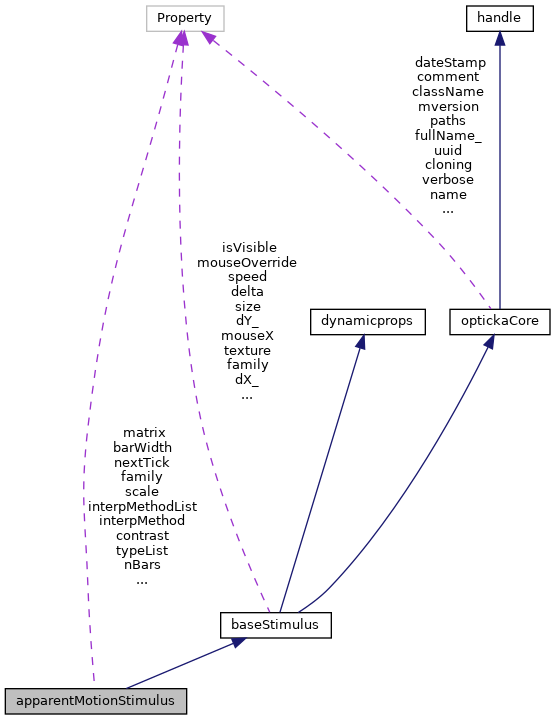 Property
handle
dateStamp
comment
className
mversion
paths
fullName_
uuid
cloning
verbose
name
...
isVisible
mouseOverride
speed
delta
size
dY_
mouseX
texture
family
dX_
...
dynamicprops
optickaCore
matrix
barWidth
nextTick
family
scale
interpMethodList
interpMethod
contrast
typeList
nBars
...
baseStimulus
apparentMotionStimulus